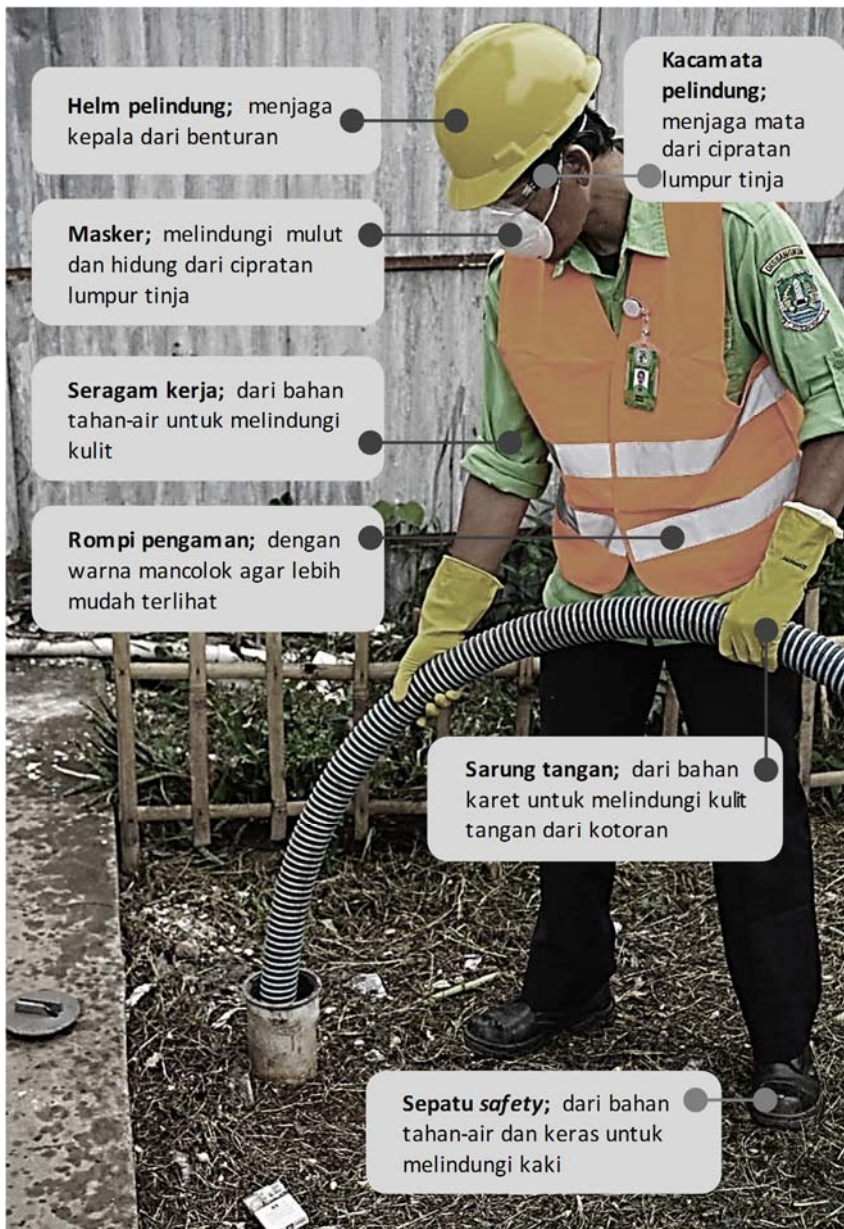 Helm pelindung; menjaga
kepala dari benturan
Kacamata
pelindung;
menjaga mata
dari cipratan
lumpur tinja
Masker; melindungi mulut
dan hidung dari cipratan
lumpur tinja
Seragam kerja; dari bahan
tahan-air untuk melindungi
kulit
Rompi pengaman; dengan
warna mancolok agar lebih
mudah terlihat
Sarung tangan; dari bahan
karet untuk melindungi kulit
tangan dari kotoran
Sepatu safety; dari bahan
tahan-air dan keras untuk
melindungi kaki